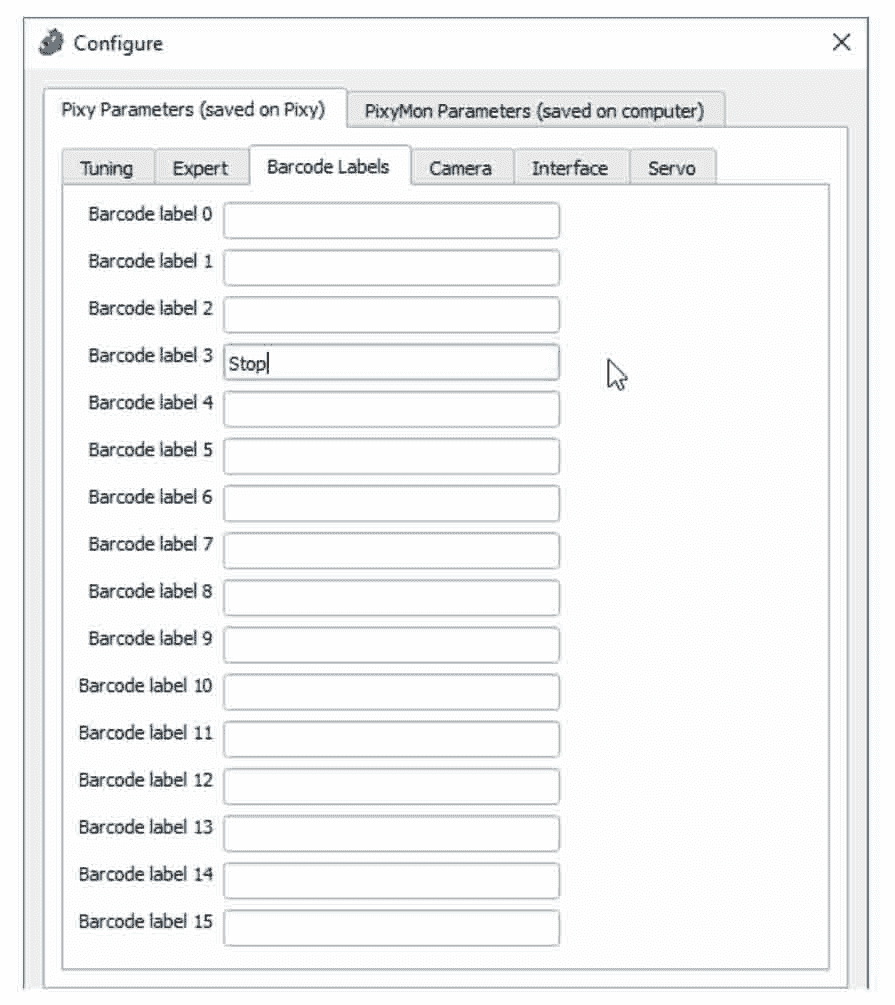 Configure
Pixy Parameters (saved on Pixy) PixyMon Parameters (saved on computer)
Tuning Expert Barcode Labels Camera Interface Servo
Barcode label 0
Barcode label 1
Barcode label 2
Barcode label 3 Stop
Barcode label 4
Barcode label 5
Barcode label 6
Barcode label 7
Barcode label 8
Barcode label 9
Barcode label 10
Barcode label 11
Barcode label 12
Barcode label 13
Barcode label 14
Barcode label 15